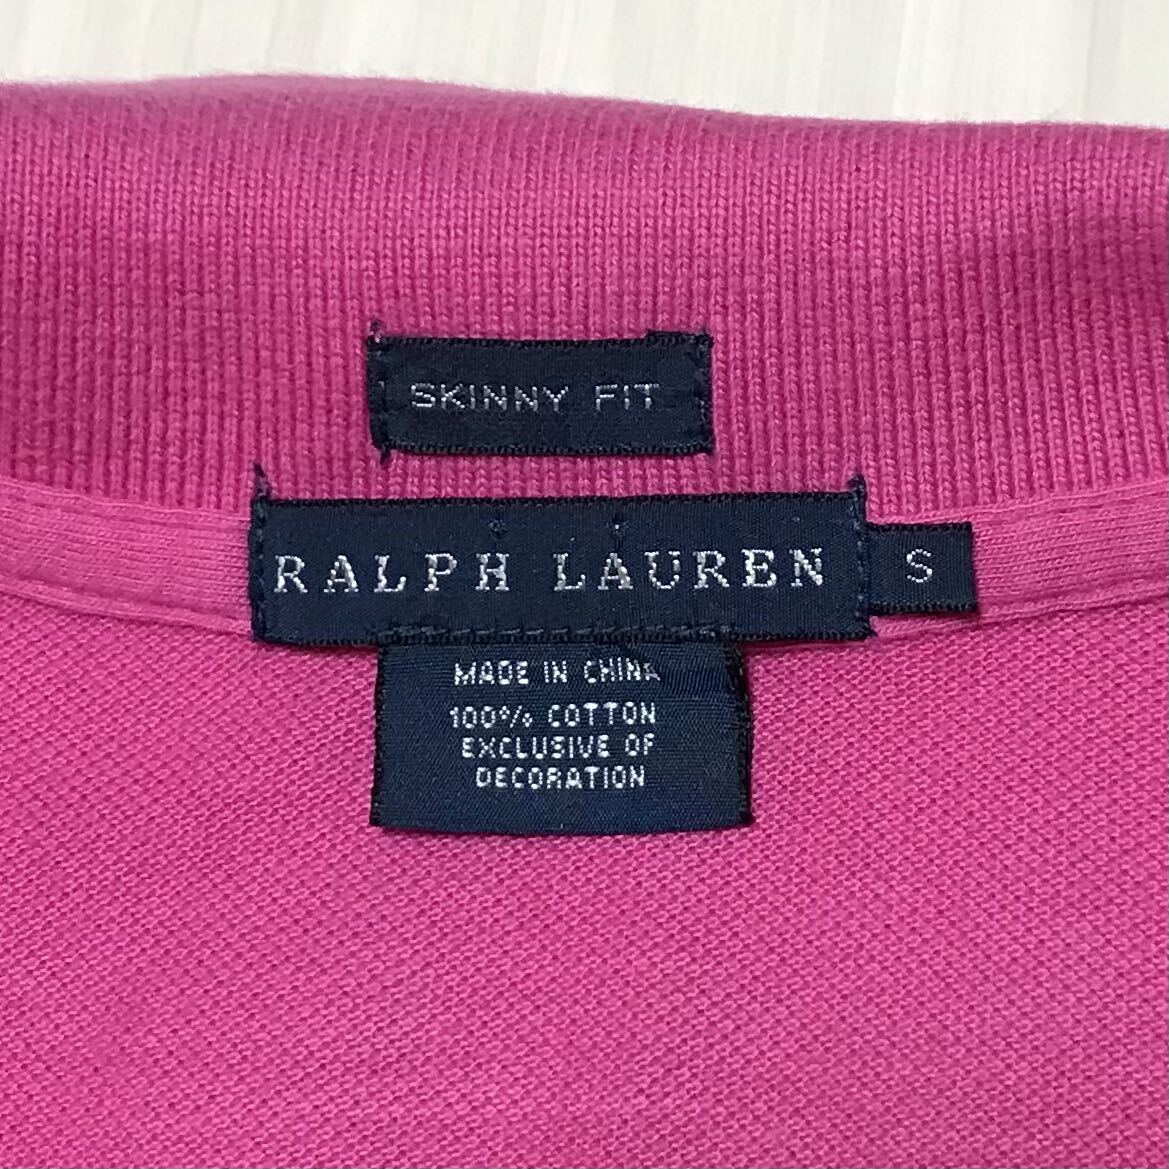 SKINNY FIT
RALPH LAUREN S
MADE IN CHINA
100% COTTON
EXCLUSIVE OF
DECORATION